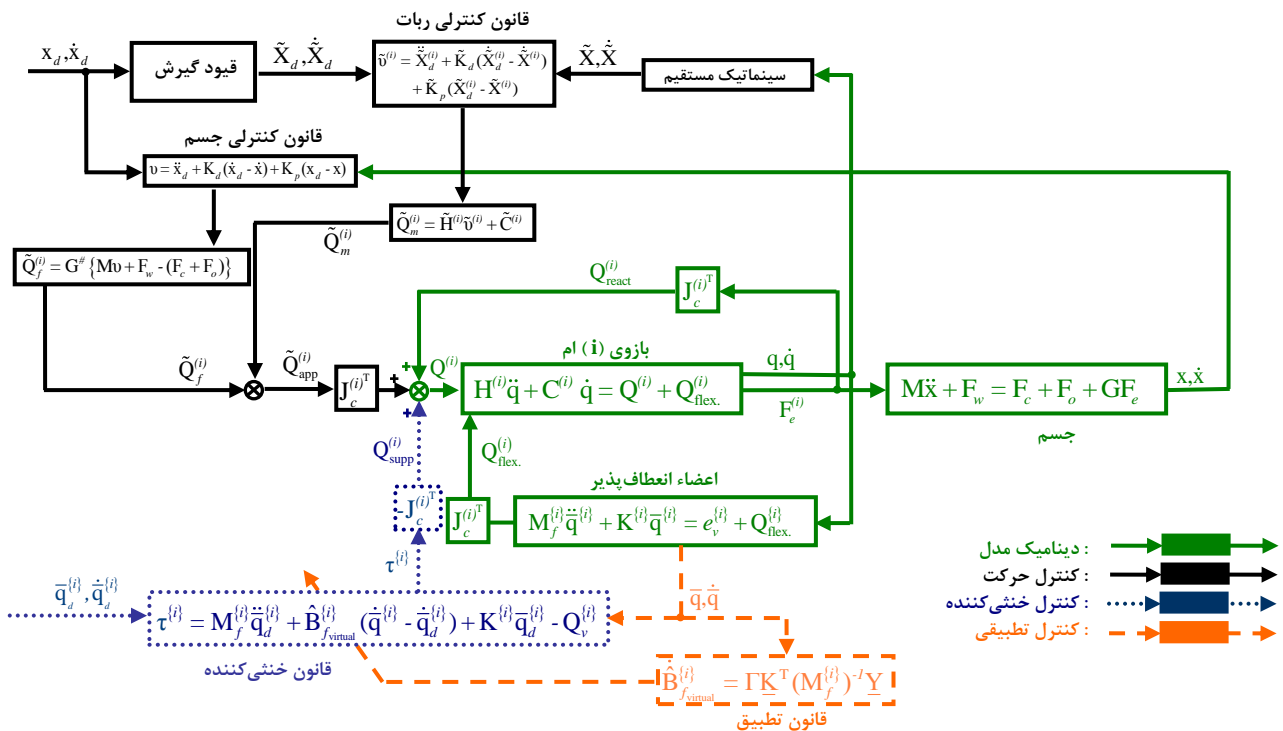 قانون کنترلی ربات
x_d, ẋ_d
قیود گیرش
X̃_d, Ẋ̃_d
ῦ^(i) = Ẍ̃_d^(i) + K̃_d(Ẋ̃_d^(i) - Ẋ̃^(i))
+ K̃_p(X̃_d^(i) - X̃^(i))
X̃, Ẋ̃
سینماتیک مستقیم
قانون کنترلی جسم
υ = ẍ_d + K_d(ẋ_d - ẋ) + K_p(x_d - x)
Q̃_m^(i) = H̃^(i)ῦ^(i) + C̃^(i)
Q̃_m^(i)
Q̃_f^(i) = G^# {Mυ + F_w - (F_c + F_o)}
Q_react^(i)
J_c^(i)T
بازوی (i) ام
Q̃_f^(i)
Q̃_app^(i)
J_c^(i)T
+
+
+
Q^(i)
H^(i)q̈ + C^(i) q̇ = Q^(i) + Q_flex.^(i)
q, q̇
F_e^(i)
Mẍ + F_w = F_c + F_o + GF_e
x, ẋ
جسم
Q_supp^(i)
Q_flex.^(i)
اعضاء انعطاف‌پذیر
-J_c^(i)T
J_c^(i)T
M_f^{i} q̅̈^{i} + K^{i} q̅^{i} = e_v^{i} + Q_flex.^{i}
τ^{i}
q̅_d^{i}, q̅̇_d^{i}
τ^{i} = M_f^{i} q̅̈_d^{i} + B̂_f_virtual^{i} (q̅̇^{i} - q̅̇_d^{i}) + K^{i} q̅_d^{i} - Q_v^{i}
قانون خنثی‌کننده
q̅, q̅̇
B̂̇_f_virtual^{i} = ΓK̲^T (M_f^{i})^-1 Y̲
قانون تطبیق
دینامیک مدل :
کنترل حرکت :
کنترل خنثی‌کننده :
کنترل تطبیقی :